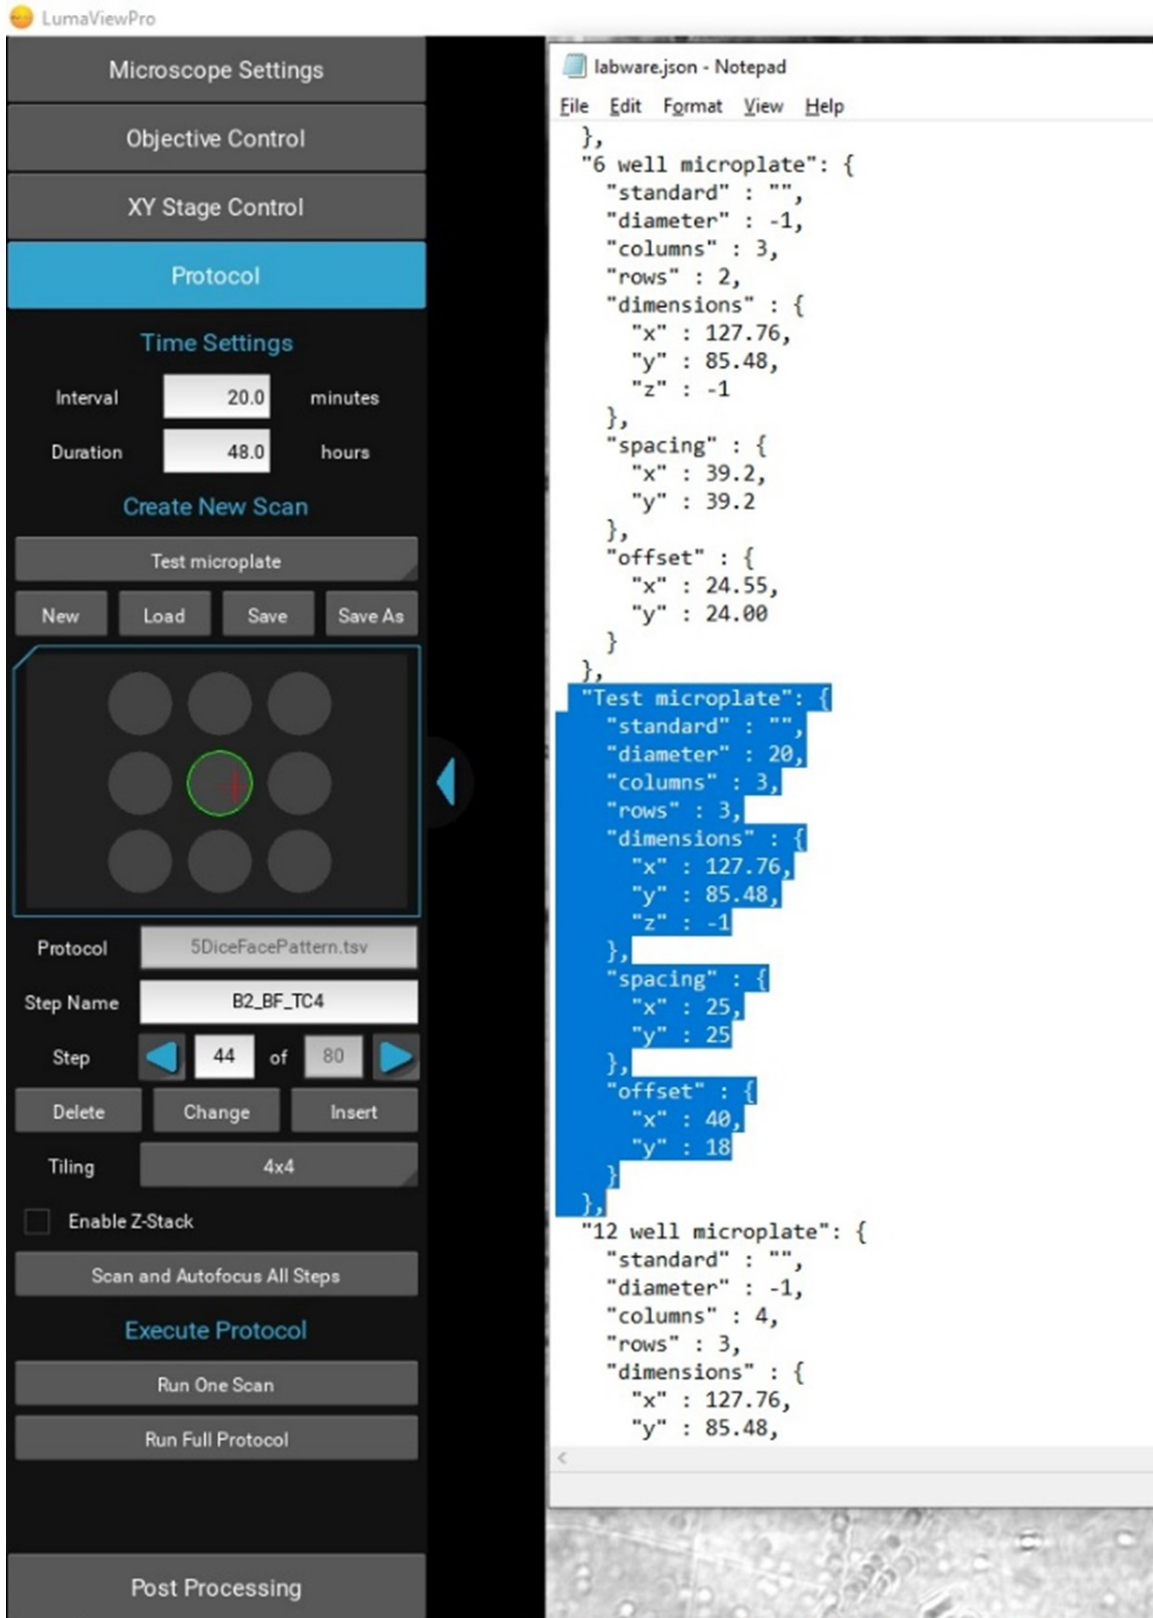 LumaViewPro
Microscope Settings
Objective Control
XY Stage Control
Protocol
Time Settings
Interval 20.0 minutes
Duration 48.0 hours
Create New Scan
Test microplate
New Load Save Save As
Protocol 5DiceFacePattern.tsv
Step Name B2_BF_TC4
Step 44 of 80
Delete Change Insert
Tiling 4x4
Enable Z-Stack
Scan and Autofocus All Steps
Execute Protocol
Run One Scan
Run Full Protocol
Post Processing
labware.json - Notepad
File Edit Format View Help
},
"6 well microplate": {
"standard" : "",
"diameter" : -1,
"columns" : 3,
"rows" : 2,
"dimensions" : {
"x" : 127.76,
"y" : 85.48,
"z" : -1
},
"spacing" : {
"x" : 39.2,
"y" : 39.2
},
"offset" : {
"x" : 24.55,
"y" : 24.00
}
},
"Test microplate": {
"standard" : "",
"diameter" : 20,
"columns" : 3,
"rows" : 3,
"dimensions" : {
"x" : 127.76,
"y" : 85.48,
"z" : -1
},
"spacing" : {
"x" : 25,
"y" : 25
},
"offset" : {
"x" : 40,
"y" : 18
}
},
"12 well microplate": {
"standard" : "",
"diameter" : -1,
"columns" : 4,
"rows" : 3,
"dimensions" : {
"x" : 127.76,
"y" : 85.48,